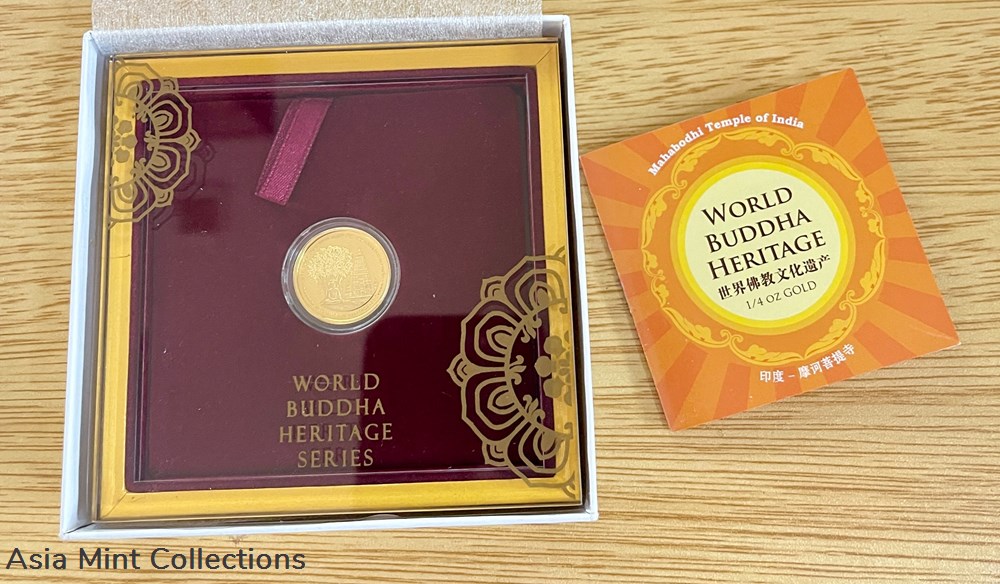 WORLD
BUDDHA
HERITAGE
SERIES
Mahabodhi Temple of India
WORLD
BUDDHA
HERITAGE
世界佛教文化遗产
1/4 OZ GOLD
印度 – 摩诃菩提寺
Asia Mint Collections